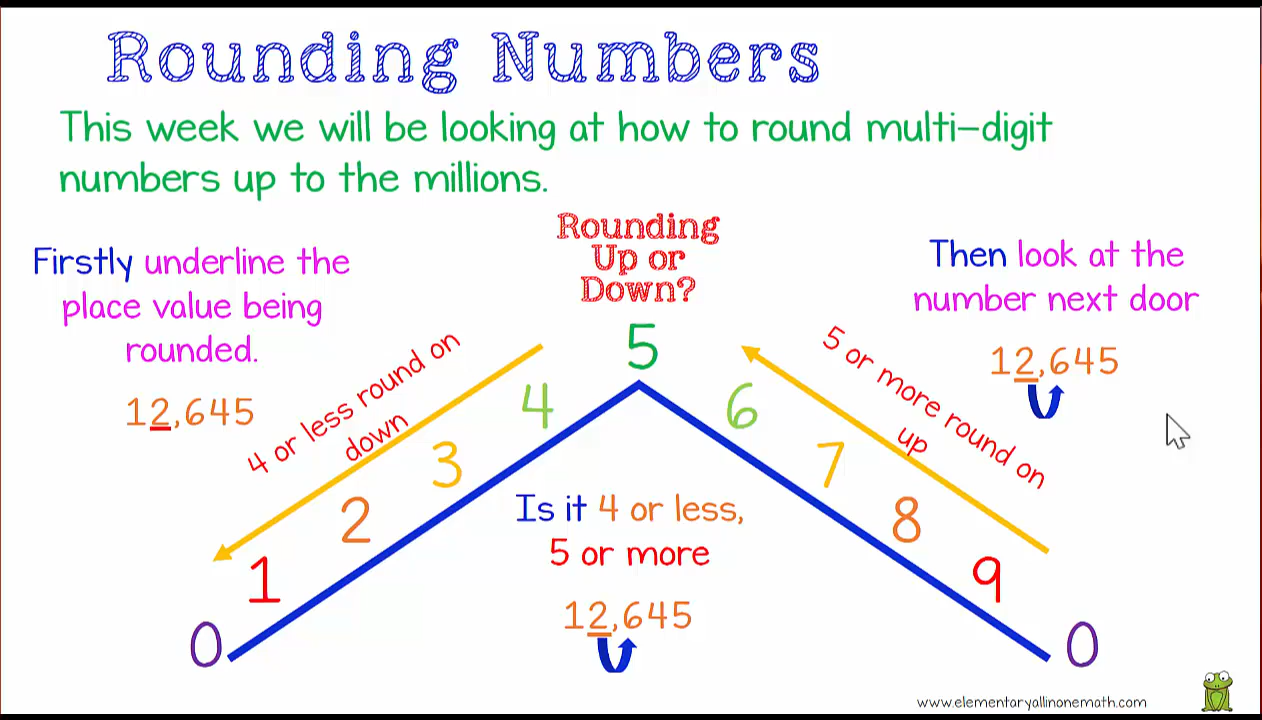 Rounding Numbers
This week we will be looking at how to round multi-digit
numbers up to the millions.
Firstly underline the
place value being
rounded.
12,645
Rounding
Up or
Down?
Then look at the
number next door
12,645
4 or less round on
down
5 or more round on
up
5
4
3
2
1
0
6
7
8
9
0
Is it 4 or less,
5 or more
12,645
www.elementaryallinonemath.com